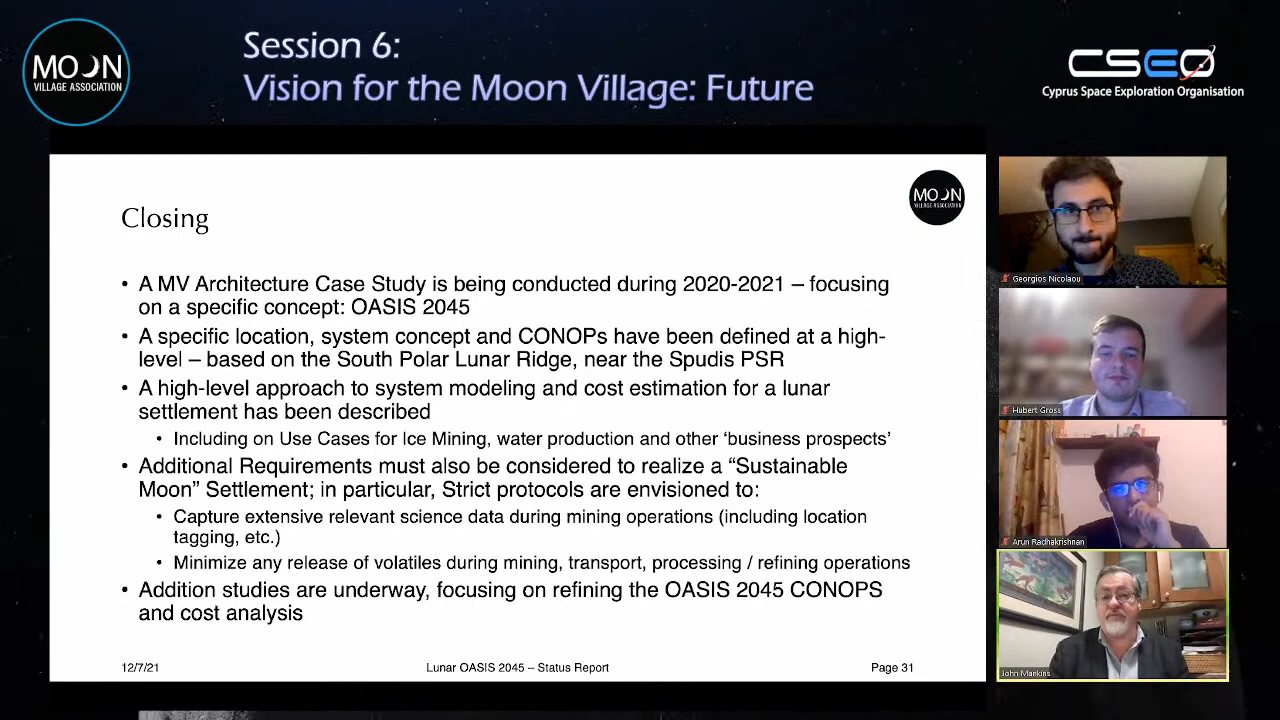 MOON
VILLAGE ASSOCIATION
Session 6:
Vision for the Moon Village: Future
CSEO
Cyprus Space Exploration Organisation
MOON
VILLAGE ASSOCIATION
Closing
• A MV Architecture Case Study is being conducted during 2020-2021 – focusing
on a specific concept: OASIS 2045
• A specific location, system concept and CONOPs have been defined at a high-
level – based on the South Polar Lunar Ridge, near the Spudis PSR
• A high-level approach to system modeling and cost estimation for a lunar
settlement has been described
• Including on Use Cases for Ice Mining, water production and other ‘business prospects’
• Additional Requirements must also be considered to realize a “Sustainable
Moon” Settlement; in particular, Strict protocols are envisioned to:
• Capture extensive relevant science data during mining operations (including location
tagging, etc.)
• Minimize any release of volatiles during mining, transport, processing / refining operations
• Addition studies are underway, focusing on refining the OASIS 2045 CONOPS
and cost analysis
12/7/21
Lunar OASIS 2045 – Status Report
Page 31
Georgios Nicolaou
Hubert Gross
Arun Radhakrishnan
John Mankins